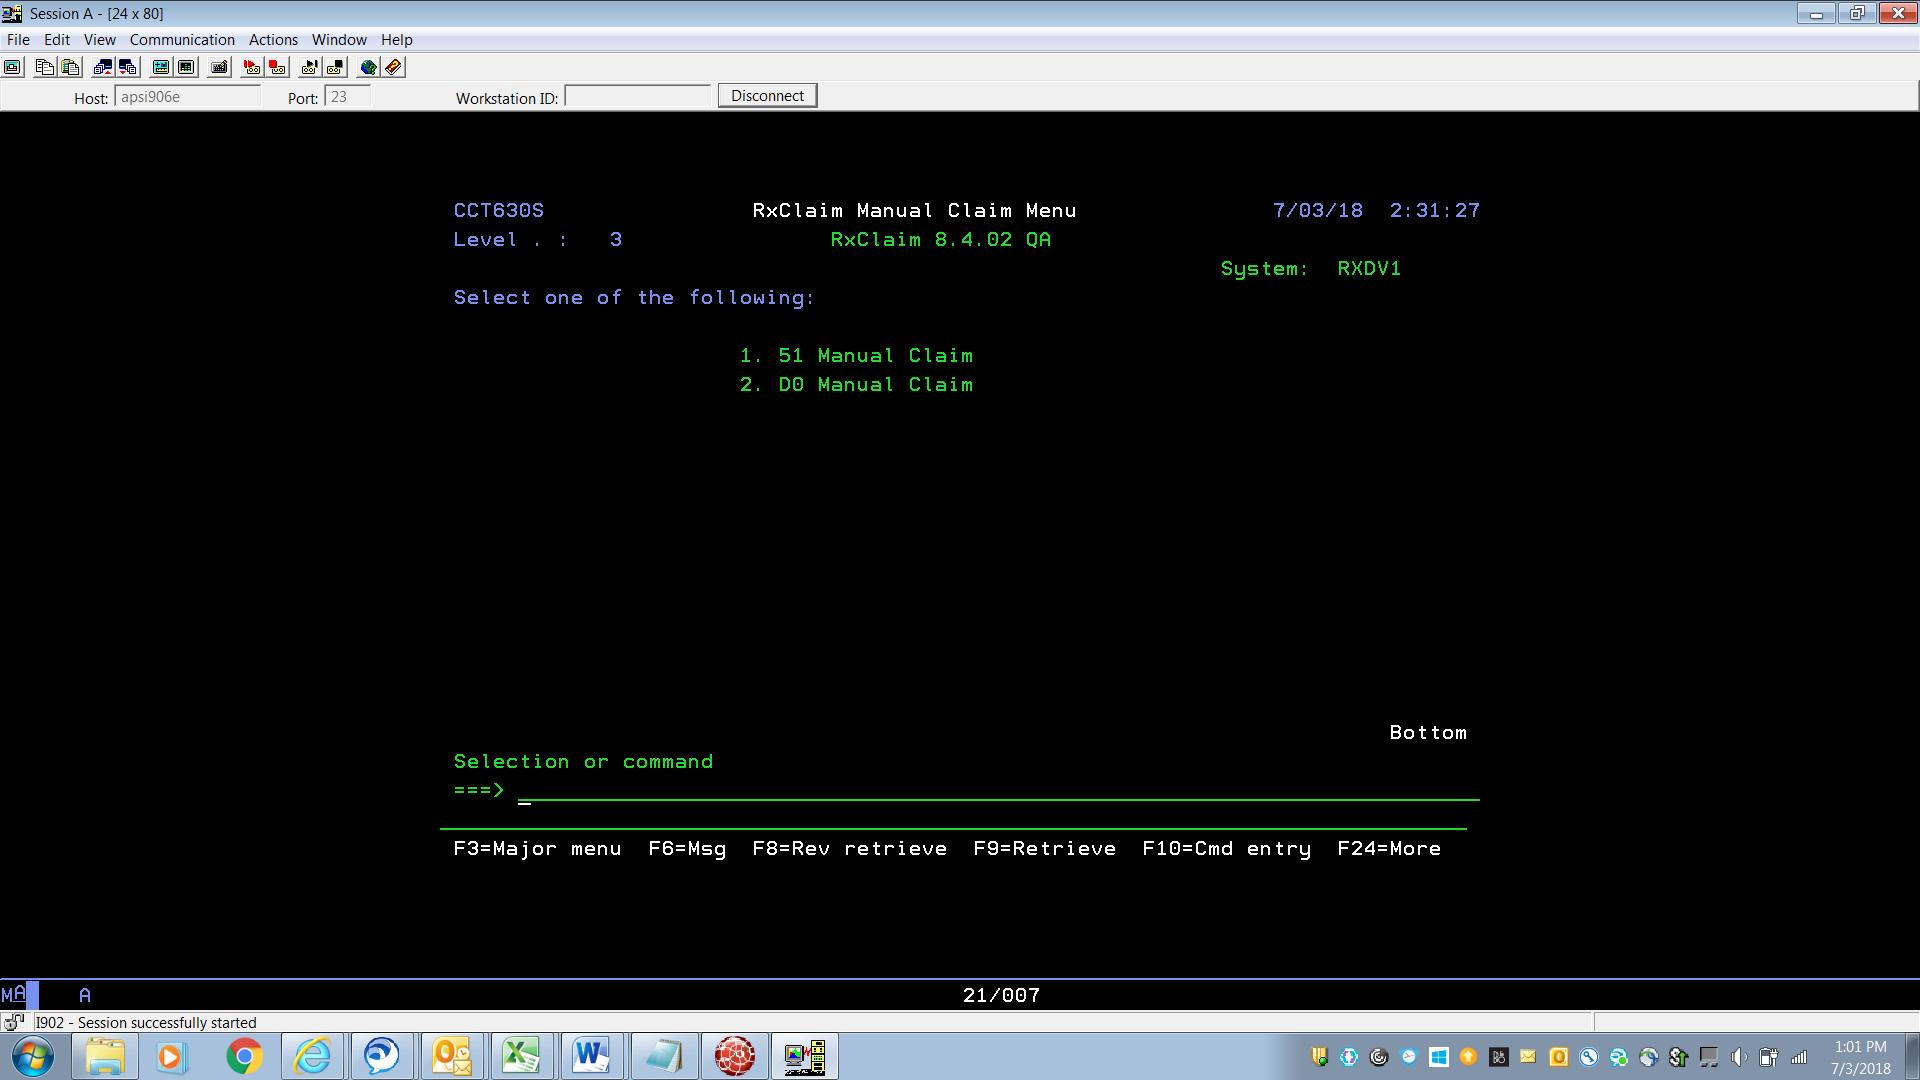 Session A - [24 x 80]
File Edit View Communication Actions Window Help
Host: apsi906e Port: 23 Workstation ID: Disconnect
CCT630S RxClaim Manual Claim Menu 7/03/18 2:31:27
Level . : 3 RxClaim 8.4.02 QA
System: RXDV1
Select one of the following:
1. 51 Manual Claim
2. D0 Manual Claim
Bottom
Selection or command
===>
F3=Major menu F6=Msg F8=Rev retrieve F9=Retrieve F10=Cmd entry F24=More
MA A 21/007
I902 - Session successfully started
1:01 PM
7/3/2018